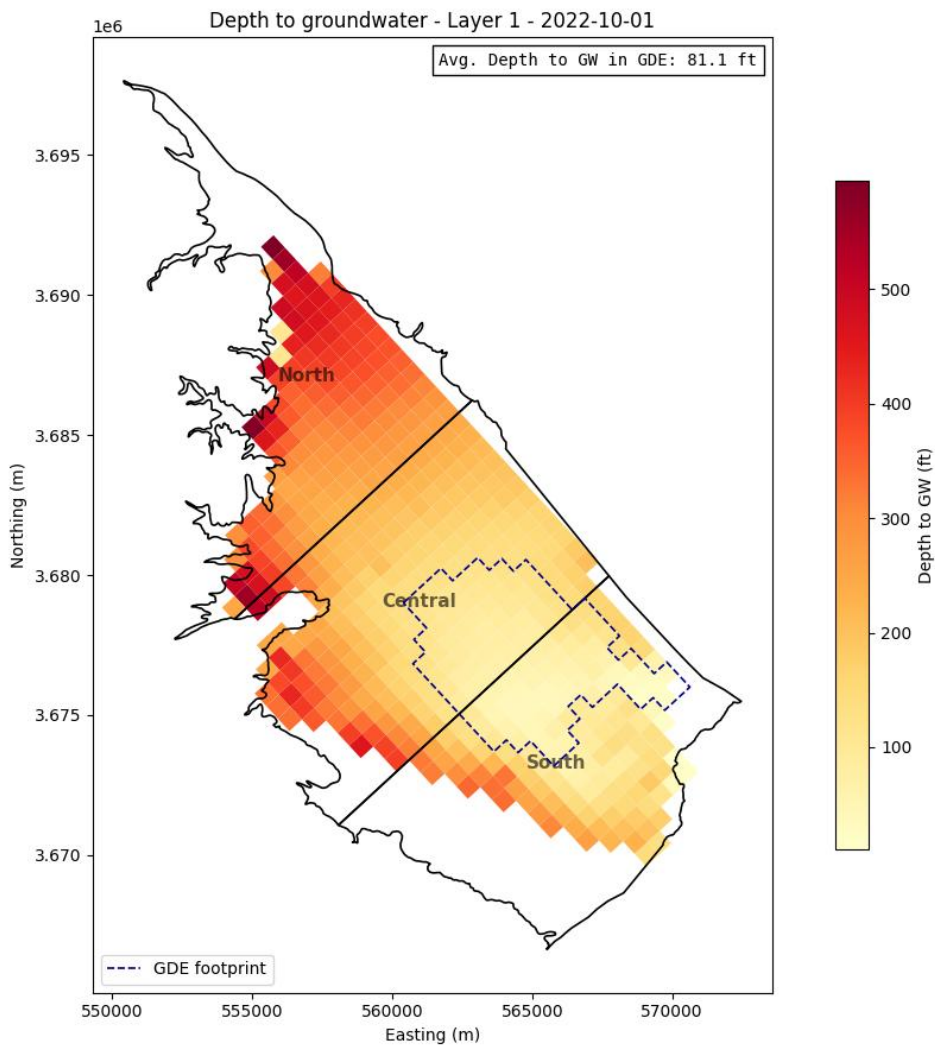 Depth to groundwater - Layer 1 - 2022-10-01
1e6
Avg. Depth to GW in GDE: 81.1 ft
3.695
3.690
3.685
3.680
3.675
3.670
Northing (m)
North
Central
South
GDE footprint
550000
555000
560000
565000
570000
Easting (m)
500
400
300
200
100
Depth to GW (ft)